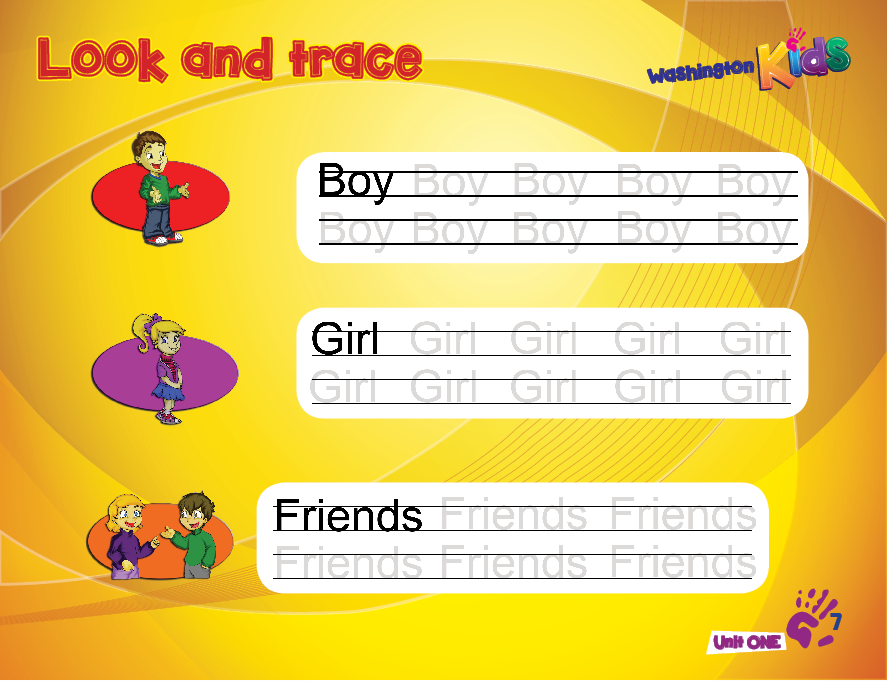 Look and trace
Washington Kids
Boy Boy Boy Boy Boy
Boy Boy Boy Boy Boy
Girl Girl Girl Girl Girl
Girl Girl Girl Girl Girl
Friends Friends Friends
Friends Friends Friends
7
Unit ONE